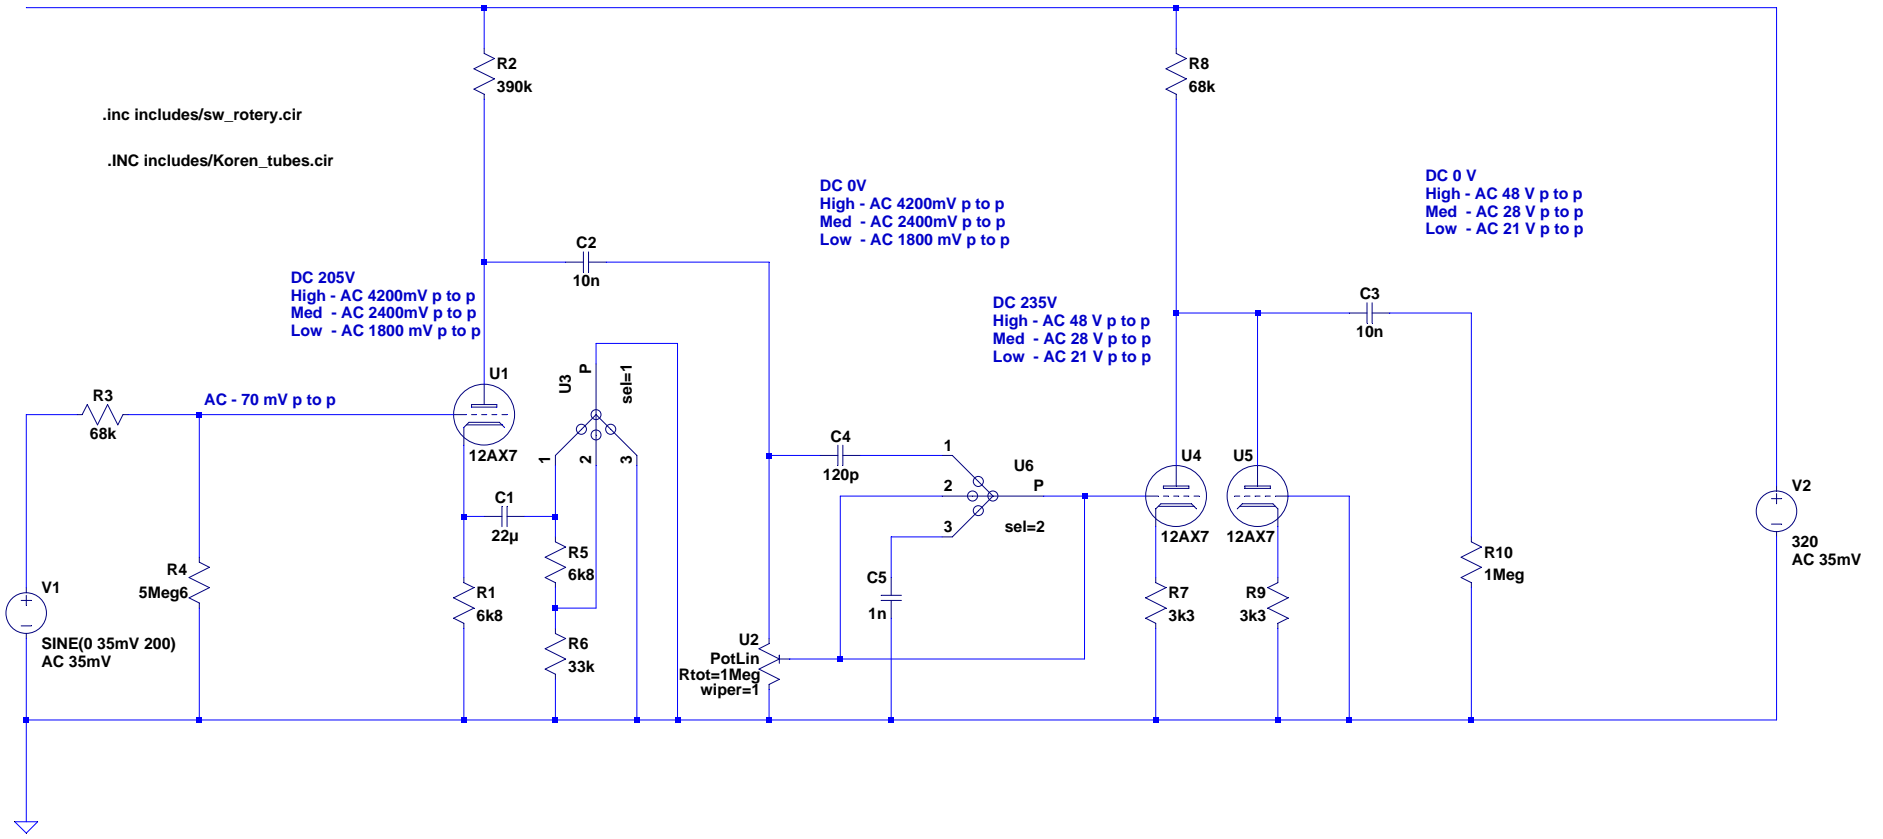 R2
390k
R8
68k
.inc includes/sw_rotery.cir
.INC includes/Koren_tubes.cir
DC 0V
High - AC 4200mV p to p
Med - AC 2400mV p to p
Low - AC 1800 mV p to p
DC 0 V
High - AC 48 V p to p
Med - AC 28 V p to p
Low - AC 21 V p to p
C2
10n
DC 205V
High - AC 4200mV p to p
Med - AC 2400mV p to p
Low - AC 1800 mV p to p
DC 235V
High - AC 48 V p to p
Med - AC 28 V p to p
Low - AC 21 V p to p
C3
10n
R3
68k
AC - 70 mV p to p
U1
12AX7
U3
P
sel=1
1
2
3
C4
120p
1
2
3
U6
P
sel=2
U4
12AX7
U5
12AX7
V2
320
AC 35mV
C1
22µ
R5
6k8
R4
5Meg6
R1
6k8
C5
1n
R7
3k3
R9
3k3
R10
1Meg
V1
SINE(0 35mV 200)
AC 35mV
R6
33k
U2
PotLin
Rtot=1Meg
wiper=1